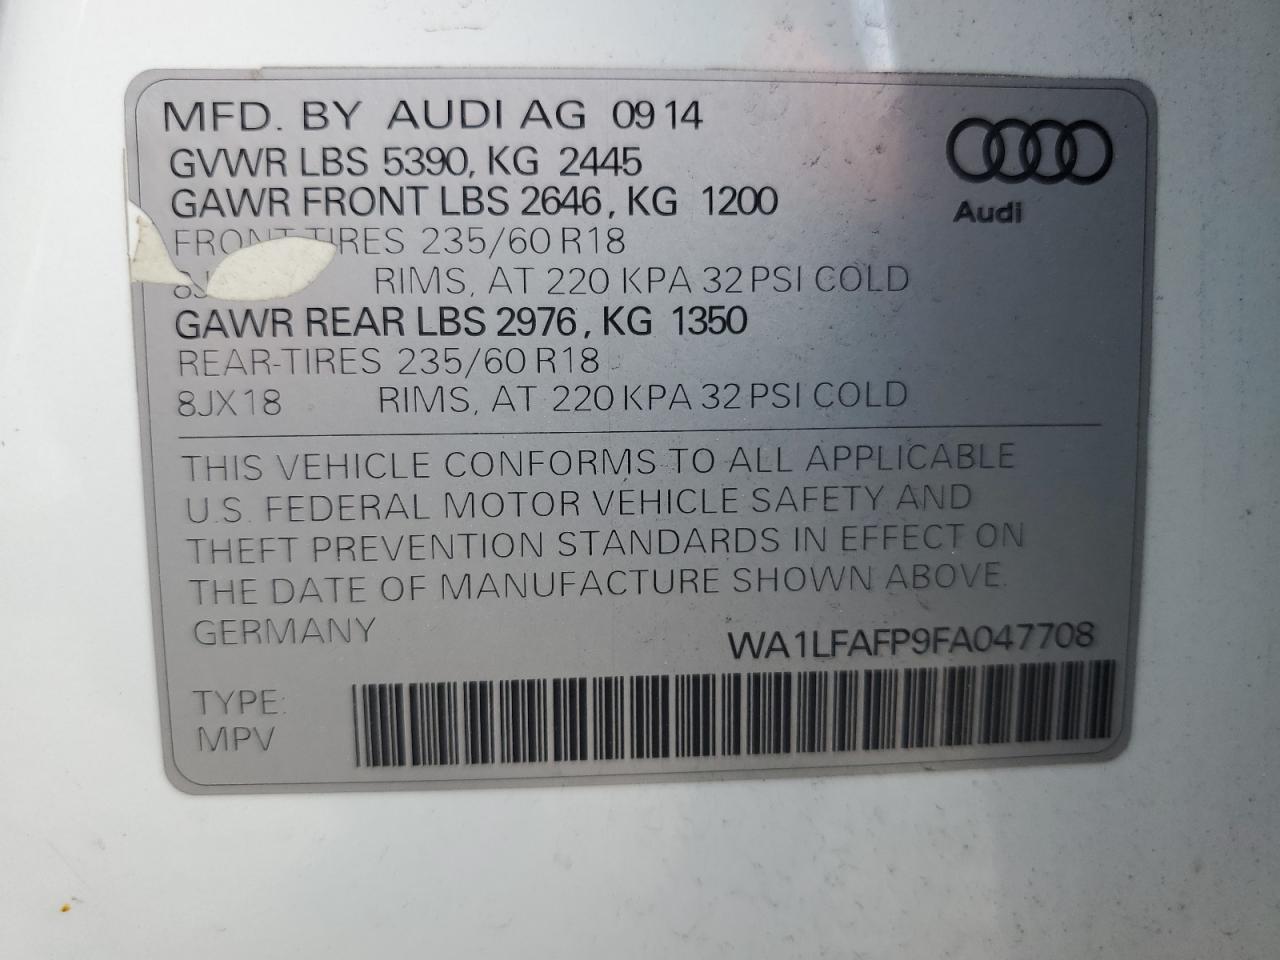 MFD. BY AUDI AG 09 14
GVWR LBS 5390, KG 2445
GAWR FRONT LBS 2646, KG 1200
FRONT-TIRES 235/60 R18
8J RIMS, AT 220 KPA 32 PSI COLD
GAWR REAR LBS 2976, KG 1350
REAR-TIRES 235/60 R18
8JX18 RIMS, AT 220 KPA 32 PSI COLD
Audi
THIS VEHICLE CONFORMS TO ALL APPLICABLE
U.S. FEDERAL MOTOR VEHICLE SAFETY AND
THEFT PREVENTION STANDARDS IN EFFECT ON
THE DATE OF MANUFACTURE SHOWN ABOVE.
GERMANY
WA1LFAFP9FA047708
TYPE:
MPV